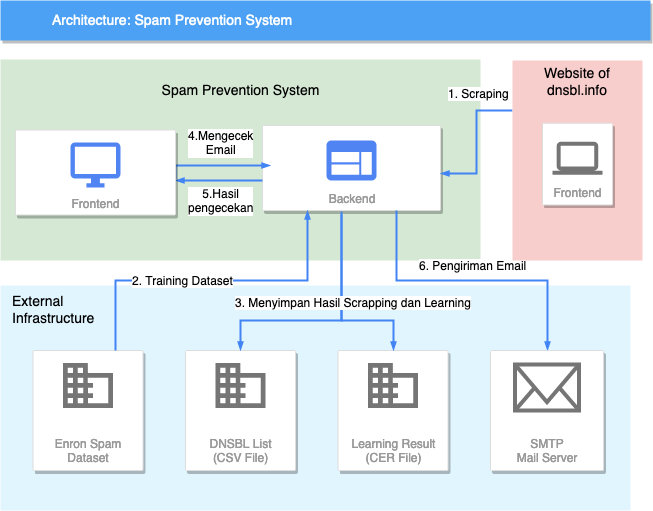 Architecture: Spam Prevention System
Spam Prevention System
Website of
dnsbl.info
1. Scraping
4.Mengecek
Email
5.Hasil
pengecekan
Frontend
Backend
Frontend
6. Pengiriman Email
2. Training Dataset
3. Menyimpan Hasil Scrapping dan Learning
External
Infrastructure
Enron Spam
Dataset
DNSBL List
(CSV File)
Learning Result
(CER File)
SMTP
Mail Server